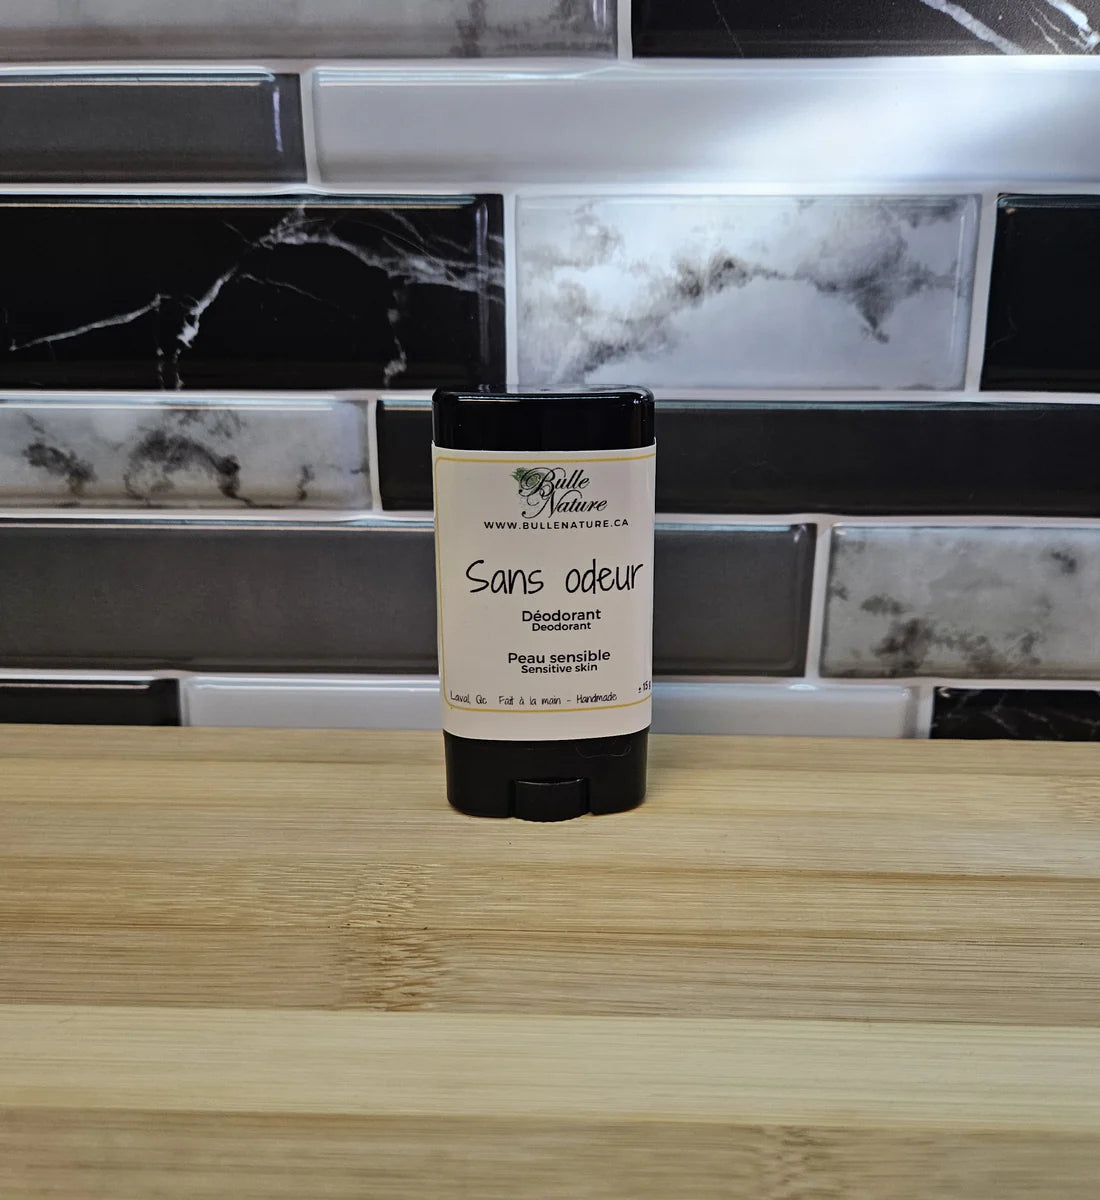 Bulle
Nature
WWW.BULLENATURE.CA
Sans odeur
Déodorant
Deodorant
Peau sensible
Sensitive skin
Laval, Qc Fait à la main - Handmade ± 15 g